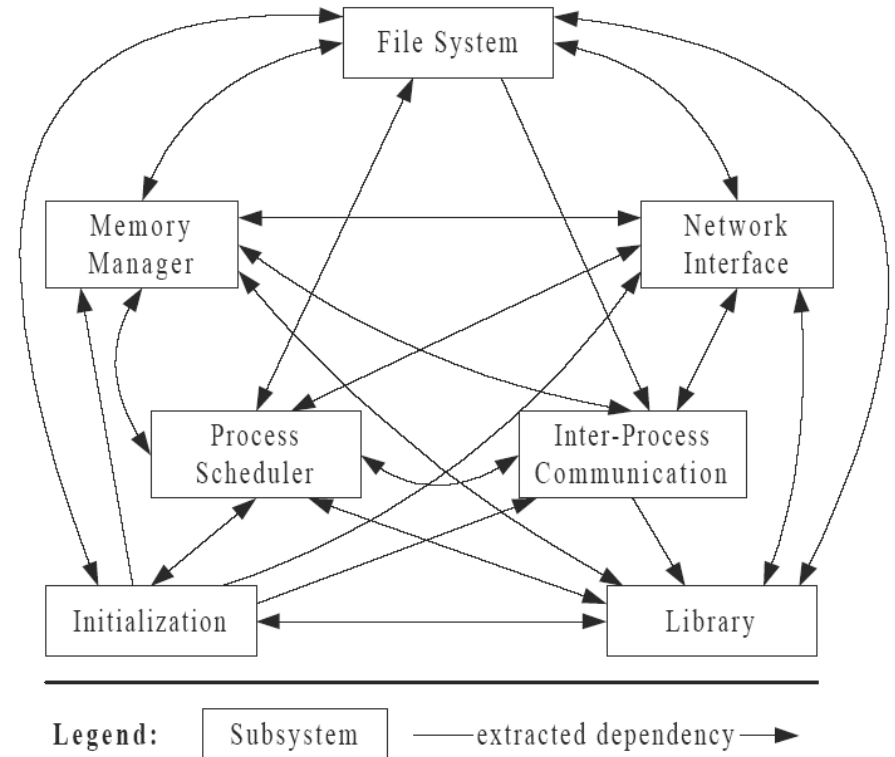 File System
Memory
Manager
Network
Interface
Process
Scheduler
Inter-Process
Communication
Initialization
Library
Legend:
Subsystem
extracted dependency